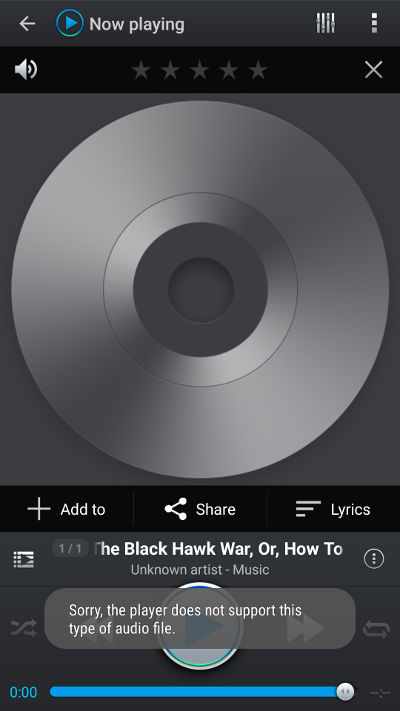 Now playing
Add to
Share
Lyrics
1 / 1
The Black Hawk War, Or, How To
Unknown artist - Music
Sorry, the player does not support this
type of audio file.
0:00
--:--